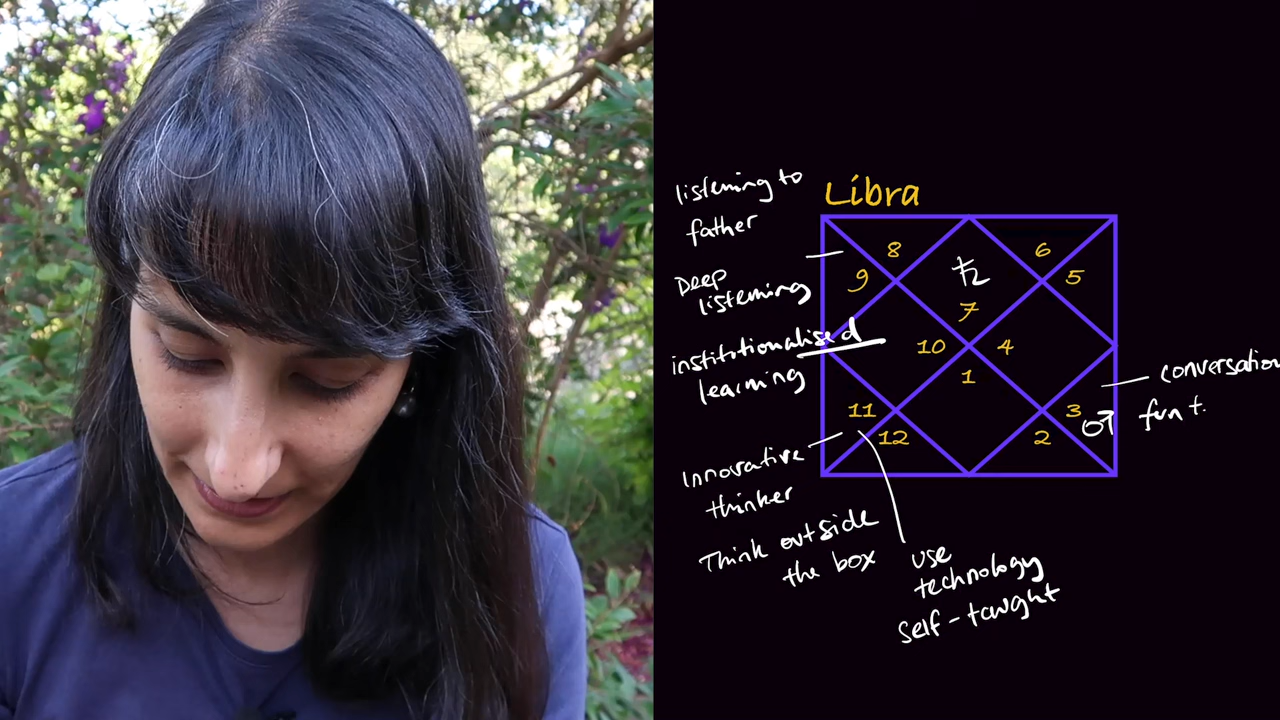 Libra
listening to
father
Deep
listening
institutionalised
learning
innovative
thinker
Think outside
the box
use
technology
self-taught
conversation
fun
8
9
♄
7
6
5
10
4
1
11
12
3
♂
2